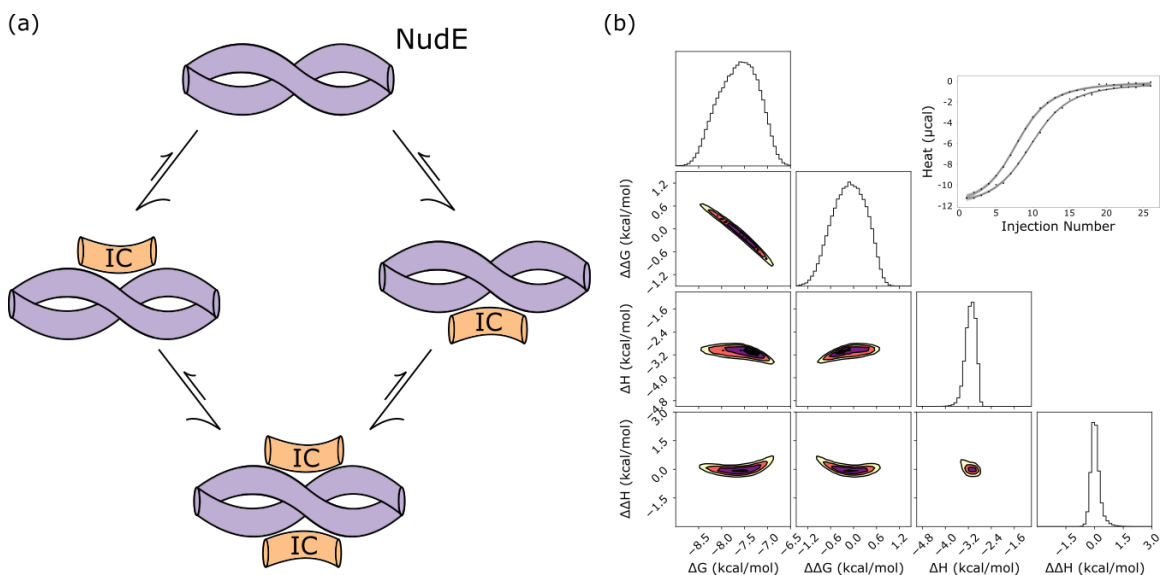 (a)
NudE
IC
IC
IC
IC
(b)
0
−2
−4
−6
−8
−10
−12
Heat (µcal)
0
5
10
15
20
25
Injection Number
ΔΔG (kcal/mol)
1.2
0.6
0.0
−0.6
−1.2
ΔH (kcal/mol)
−1.6
−2.4
−3.2
−4.0
−4.8
ΔΔH (kcal/mol)
3.0
1.5
0.0
−1.5
−8.5 −7.5 −7.0 −6.5
ΔG (kcal/mol)
−1.2 −0.6 0.0 0.6 1.2
ΔΔG (kcal/mol)
−4.8 −4.0 −3.2 −2.4 −1.6
ΔH (kcal/mol)
−1.5 0.0 1.5 3.0
ΔΔH (kcal/mol)